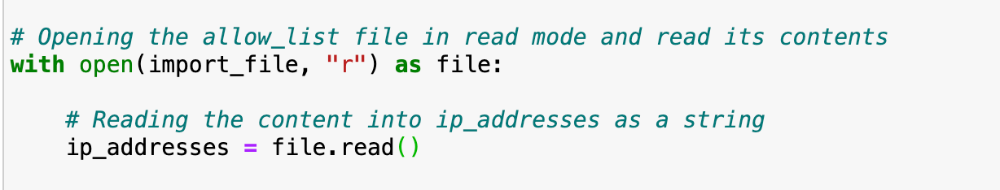 # Opening the allow_list file in read mode and read its contents
with open(import_file, "r") as file:
# Reading the content into ip_addresses as a string
ip_addresses = file.read()